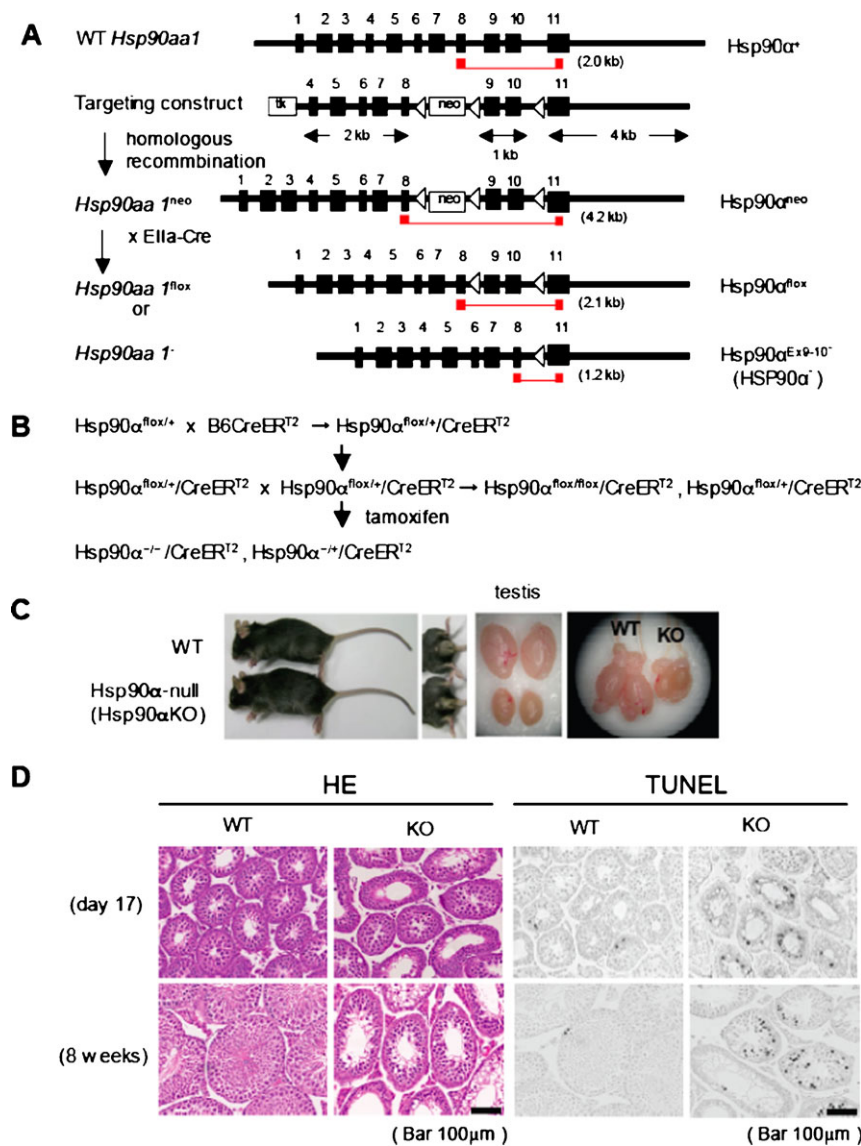 A
1 2 3 4 5 6 7 8 9 10 11
WT Hsp90aa1
Hsp90α⁺
(2.0 kb)
4 5 6 7 8 9 10 11
Targeting construct
tk
neo
2 kb
1 kb
4 kb
homologous
recommbination
1 2 3 4 5 6 7 8 9 10 11
Hsp90aa 1ⁿᵉᵒ
neo
Hsp90αⁿᵉᵒ
(4.2 kb)
x EIIa-Cre
1 2 3 4 5 6 7 8 9 10 11
Hsp90aa 1ᶠˡᵒˣ
Hsp90αᶠˡᵒˣ
or
(2.1 kb)
1 2 3 4 5 6 7 8 11
Hsp90aa 1⁻
Hsp90αᴱˣ⁹⁻¹⁰⁻
(1.2 kb)
(HSP90α⁻)
B
Hsp90αᶠˡᵒˣ/⁺ x B6CreERᵀ² → Hsp90αᶠˡᵒˣ/⁺/CreERᵀ²
Hsp90αᶠˡᵒˣ/⁺/CreERᵀ² x Hsp90αᶠˡᵒˣ/⁺/CreERᵀ² → Hsp90αᶠˡᵒˣ/ᶠˡᵒˣ/CreERᵀ² , Hsp90αᶠˡᵒˣ/⁺/CreERᵀ²
tamoxifen
Hsp90α⁻/⁻ /CreERᵀ² , Hsp90α⁻/⁺/CreERᵀ²
C
testis
WT
WT KO
Hsp90α-null
(Hsp90αKO)
D
HE TUNEL
WT KO WT KO
(day 17)
(8 weeks)
( Bar 100μm ) ( Bar 100μm )